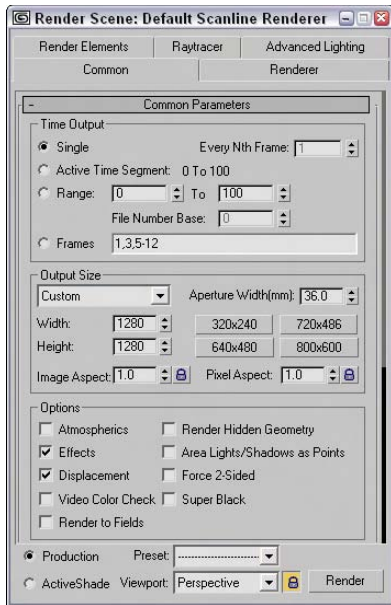 Render Scene: Default Scanline Renderer
Render Elements Raytracer Advanced Lighting
Common Renderer
- Common Parameters
Time Output
Single Every Nth Frame: 1
Active Time Segment: 0 To 100
Range: 0 To 100
File Number Base: 0
Frames 1,3,5-12
Output Size
Custom Aperture Width(mm): 36.0
Width: 1280 320x240 720x486
Height: 1280 640x480 800x600
Image Aspect: 1.0 Pixel Aspect: 1.0
Options
Atmospherics Render Hidden Geometry
Effects Area Lights/Shadows as Points
Displacement Force 2-Sided
Video Color Check Super Black
Render to Fields
Production Preset: --------------------
ActiveShade Viewport: Perspective Render